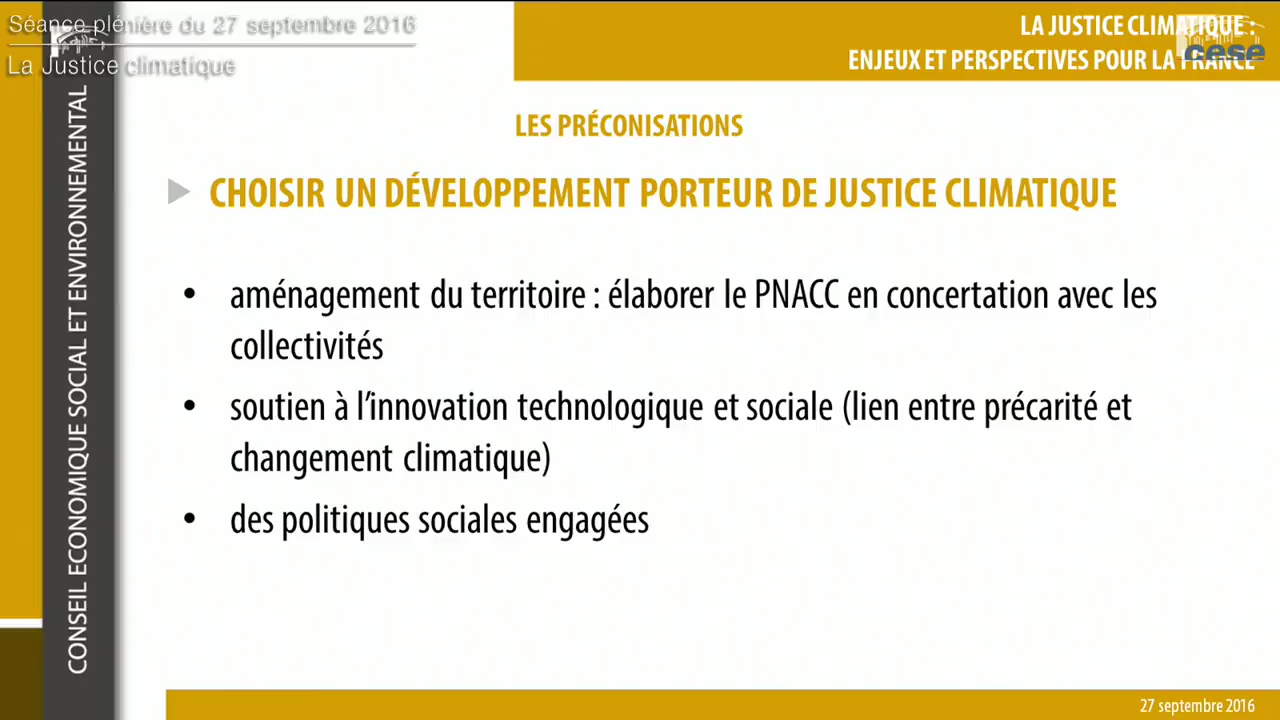 Séance plénière du 27 septembre 2016
La Justice climatique
LA JUSTICE CLIMATIQUE :
ENJEUX ET PERSPECTIVES POUR LA FRANCE
cese
CONSEIL ECONOMIQUE SOCIAL ET ENVIRONNEMENTAL
LES PRÉCONISATIONS
CHOISIR UN DÉVELOPPEMENT PORTEUR DE JUSTICE CLIMATIQUE
• aménagement du territoire : élaborer le PNACC en concertation avec les
collectivités
• soutien à l’innovation technologique et sociale (lien entre précarité et
changement climatique)
• des politiques sociales engagées
27 septembre 2016